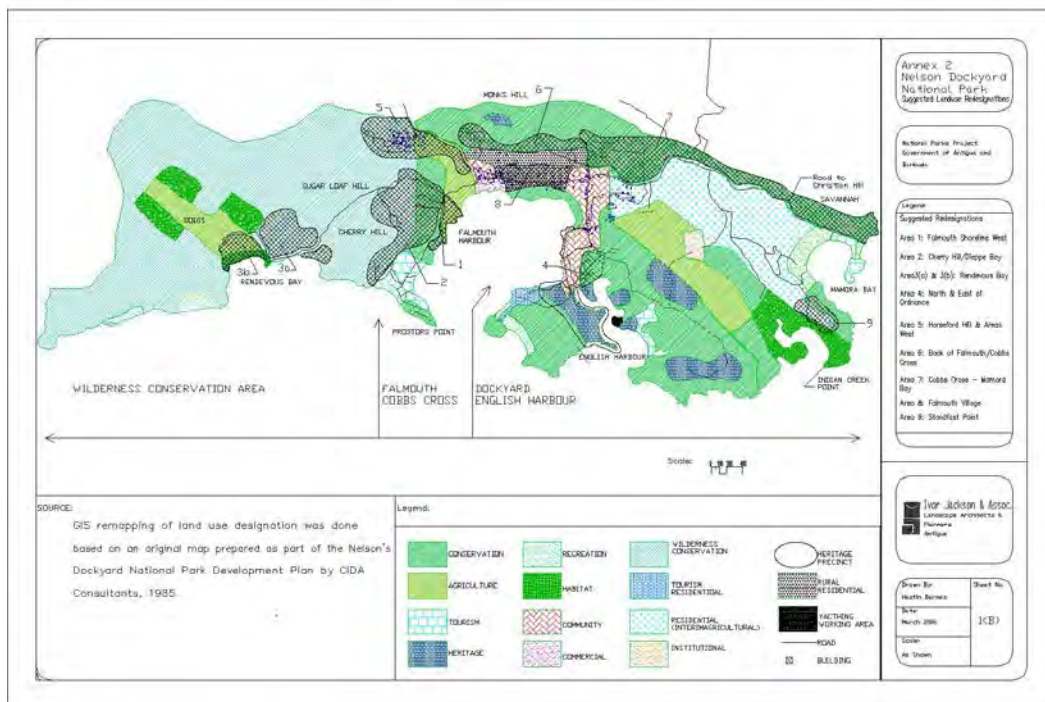 Annex 2
Nelson Dockyard
National Park
Suggested Landuse Redesignations
National Parks Project
Government of Antigua and
Barbuda
Legend
Suggested Redesignations
Area 1: Falmouth Shoreline West
Area 2: Cherry Hill/Dieppe Bay
Area3(a) & 3(b): Rendevous Bay
Area 4: North & East of
Ordnance
Area 5: Horseford Hill & Areas
West
Area 6: Back of Falmouth/Cobbs
Cross
Area 7: Cobbs Cross - Mamora
Bay
Area 8: Falmouth Village
Area 9: Standfast Point
Ivor Jackson & Assoc.
Landscape Architects &
Planners
Antigua
Drawn By:
Sheet No
Date:
March 2005
1(B)
Scale:
As Shown
MONKS HILL
5
6
7
Road to
Christian Hill
SAVANNAH
SUGAR LOAF HILL
DOIGS
CHERRY HILL
8
FALMOUTH
HARBOUR
3b
3a
RENDEVOUS BAY
1
2
4
MAMORA BAY
9
PROCTORS POINT
ENGLISH HARBOUR
INDIAN CREEK
POINT
WILDERNESS CONSERVATION AREA
FALMOUTH
COBBS CROSS
DOCKYARD
ENGLISH HARBOUR
Scale:
SOURCE:
GIS remapping of land use designation was done
based on an original map prepared as part of the Nelson's
Dockyard National Park Development Plan by CIDA
Consultants, 1985.
Legend:
CONSERVATION
RECREATION
WILDERNESS
CONSERVATION
HERITAGE
PRECINCT
AGRICULTURE
HABITAT
TOURISM
RESIDENTIAL
RURAL
RESIDENTIAL
TOURISM
COMMUNITY
RESIDENTIAL
(INTERIMAGRICULTURAL)
YACTHING
WORKING AREA
HERITAGE
COMMERCIAL
INSTITUTIONAL
ROAD
BUILDING